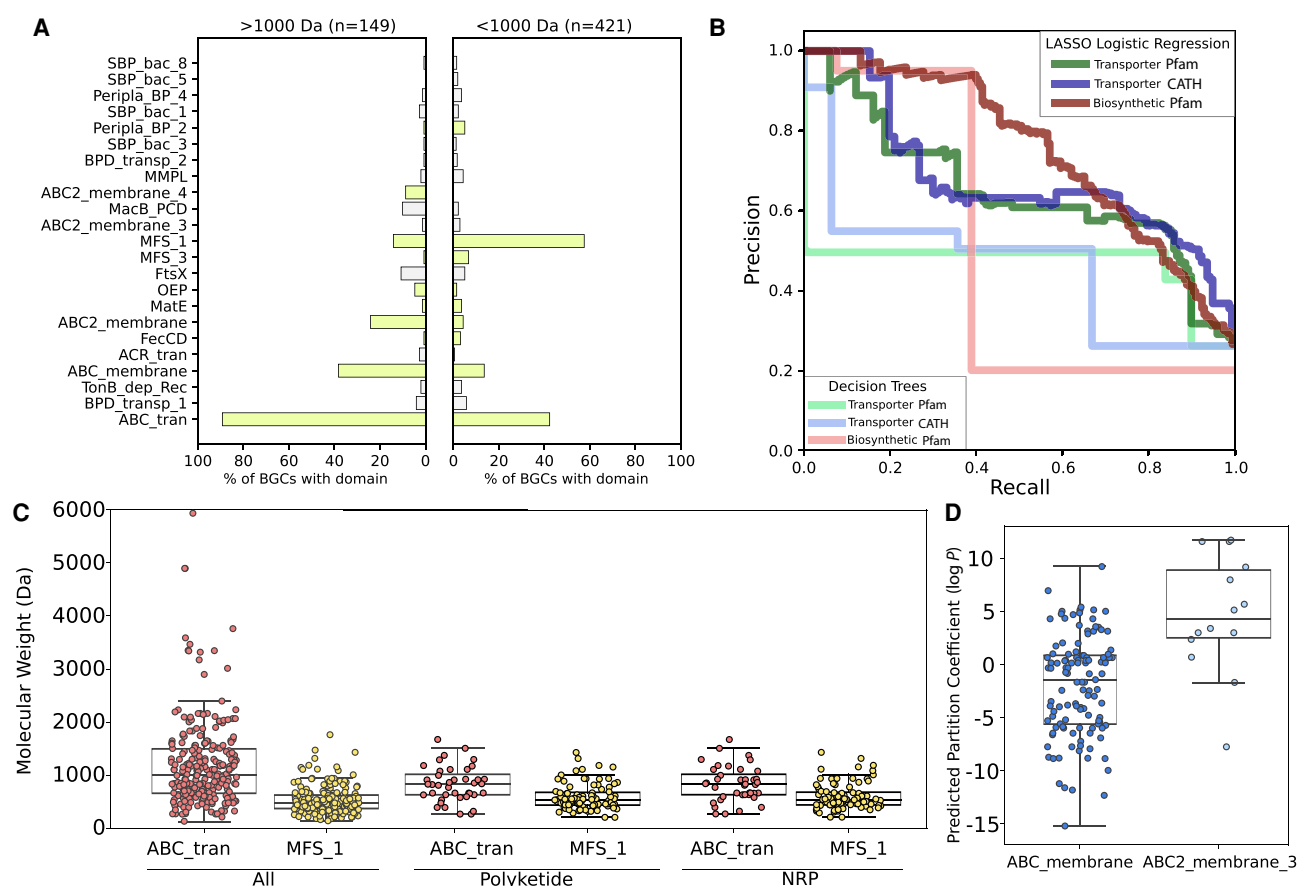 A
>1000 Da (n=149)
<1000 Da (n=421)
SBP_bac_8
SBP_bac_5
Peripla_BP_4
SBP_bac_1
Peripla_BP_2
SBP_bac_3
BPD_transp_2
MMPL
ABC2_membrane_4
MacB_PCD
ABC2_membrane_3
MFS_1
MFS_3
FtsX
OEP
MatE
ABC2_membrane
FecCD
ACR_tran
ABC_membrane
TonB_dep_Rec
BPD_transp_1
ABC_tran
100 80 60 40 20 0
0 20 40 60 80 100
% of BGCs with domain
% of BGCs with domain
B
LASSO Logistic Regression
Transporter Pfam
Transporter CATH
Biosynthetic Pfam
Precision
1.0
0.8
0.6
0.4
0.2
0.0
Decision Trees
Transporter Pfam
Transporter CATH
Biosynthetic Pfam
0.0 0.2 0.4 0.6 0.8 1.0
Recall
C
Molecular Weight (Da)
6000
5000
4000
3000
2000
1000
0
ABC_tran MFS_1 ABC_tran MFS_1 ABC_tran MFS_1
All Polyketide NRP
D
Predicted Partition Coefficient (log P)
10
5
0
-5
-10
-15
ABC_membrane ABC2_membrane_3